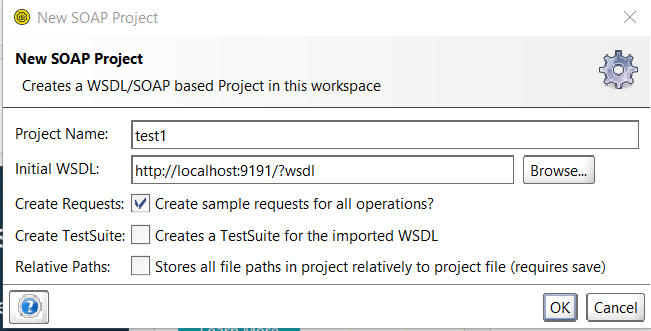 New SOAP Project
New SOAP Project
Creates a WSDL/SOAP based Project in this workspace
Project Name: test1
Initial WSDL: http://localhost:9191/?wsdl Browse...
Create Requests: Create sample requests for all operations?
Create TestSuite: Creates a TestSuite for the imported WSDL
Relative Paths: Stores all file paths in project relatively to project file (requires save)
? OK Cancel
Learn More